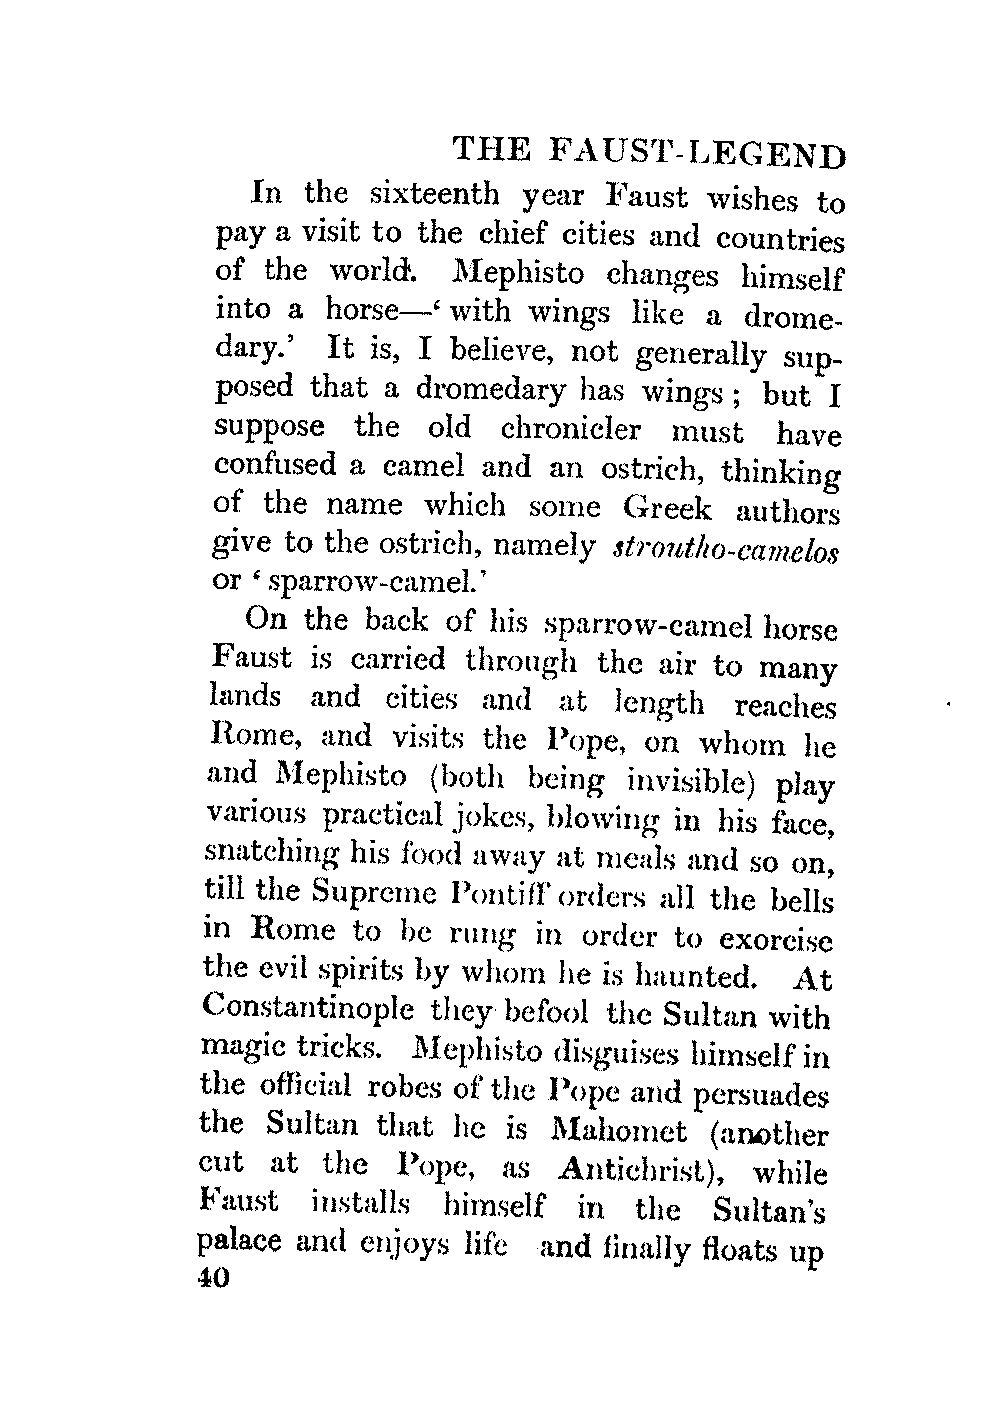 THE FAUST-LEGEND
In the sixteenth year Faust wishes to
pay a visit to the chief cities and countries
of the world. Mephisto changes himself
into a horse—‘ with wings like a drome-
dary.’ It is, I believe, not generally sup-
posed that a dromedary has wings ; but I
suppose the old chronicler must have
confused a camel and an ostrich, thinking
of the name which some Greek authors
give to the ostrich, namely stroutho-camelos
or ‘ sparrow-camel.’
On the back of his sparrow-camel horse
Faust is carried through the air to many
lands and cities and at length reaches
Rome, and visits the Pope, on whom he
and Mephisto (both being invisible) play
various practical jokes, blowing in his face,
snatching his food away at meals and so on,
till the Supreme Pontiff orders all the bells
in Rome to be rung in order to exorcise
the evil spirits by whom he is haunted. At
Constantinople they befool the Sultan with
magic tricks. Mephisto disguises himself in
the official robes of the Pope and persuades
the Sultan that he is Mahomet (another
cut at the Pope, as Antichrist), while
Faust installs himself in the Sultan's
palace and enjoys life and finally floats up
40